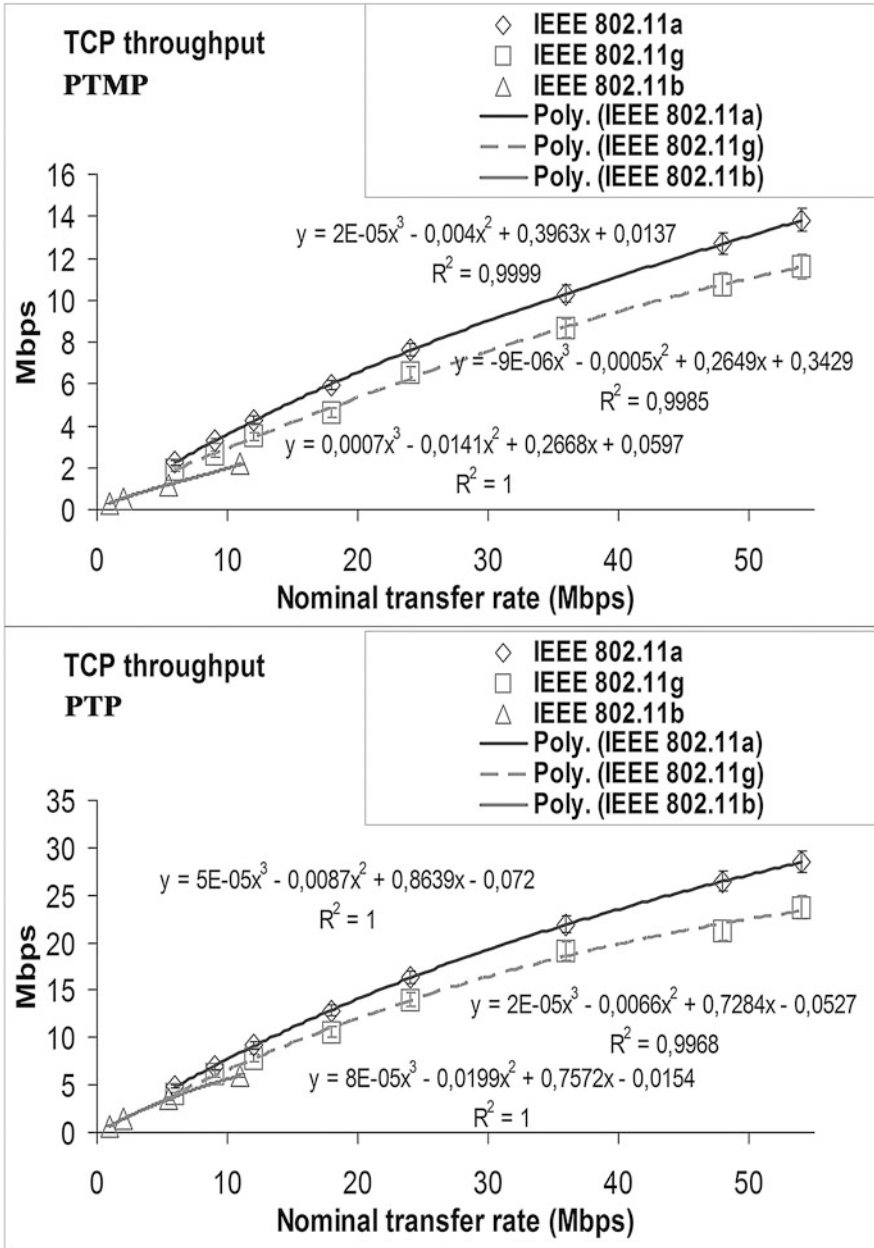 TCP throughput
PTMP
IEEE 802.11a
IEEE 802.11g
IEEE 802.11b
Poly. (IEEE 802.11a)
Poly. (IEEE 802.11g)
Poly. (IEEE 802.11b)
16
14
12
10
8
6
4
2
0
Mbps
y = 2E-05x³ - 0,004x² + 0,3963x + 0,0137
R² = 0,9999
y = -9E-06x³ - 0,0005x² + 0,2649x + 0,3429
R² = 0,9985
y = 0,0007x³ - 0,0141x² + 0,2668x + 0,0597
R² = 1
0 10 20 30 40 50
Nominal transfer rate (Mbps)
TCP throughput
PTP
IEEE 802.11a
IEEE 802.11g
IEEE 802.11b
Poly. (IEEE 802.11a)
Poly. (IEEE 802.11g)
Poly. (IEEE 802.11b)
35
30
25
20
15
10
5
0
Mbps
y = 5E-05x³ - 0,0087x² + 0,8639x - 0,072
R² = 1
y = 2E-05x³ - 0,0066x² + 0,7284x - 0,0527
R² = 0,9968
y = 8E-05x³ - 0,0199x² + 0,7572x - 0,0154
R² = 1
0 10 20 30 40 50
Nominal transfer rate (Mbps)